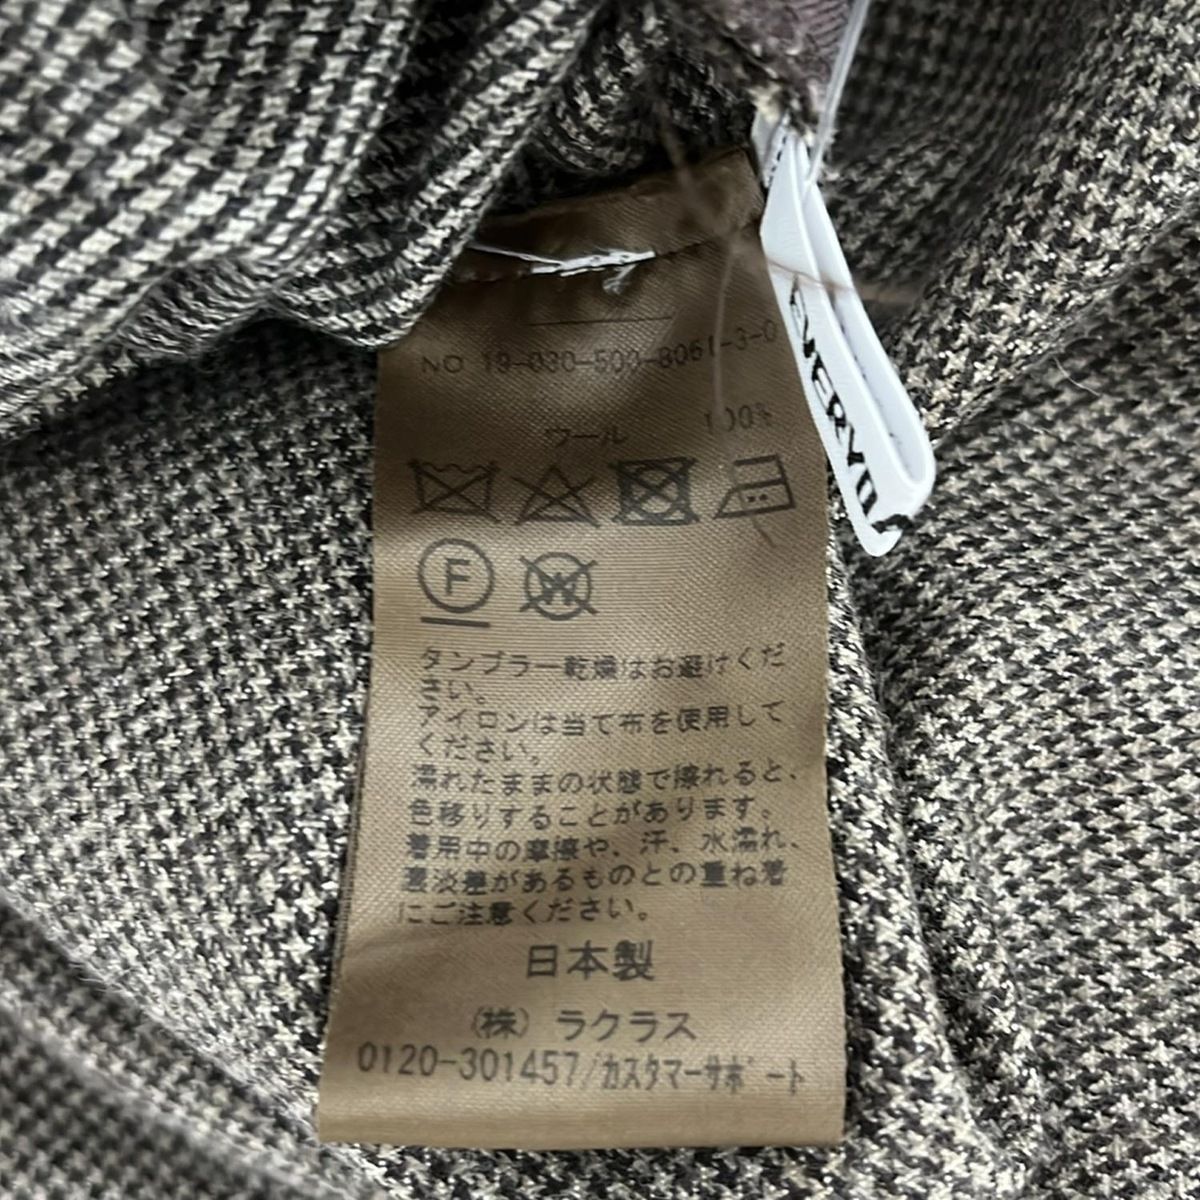 NO 19-030-500-8061-3-0
ウール 100%
F
W
タンブラー乾燥はお避けくだ
さい。
アイロンは当て布を使用して
ください。
濡れたままの状態で擦れると、
色移りすることがあります。
着用中の摩擦や、汗、水濡れ、
濃淡差があるものとの重ね着
にご注意ください。
日本製
(株) ラクラス
0120-301457/カスタマーサポート
EVERYDA